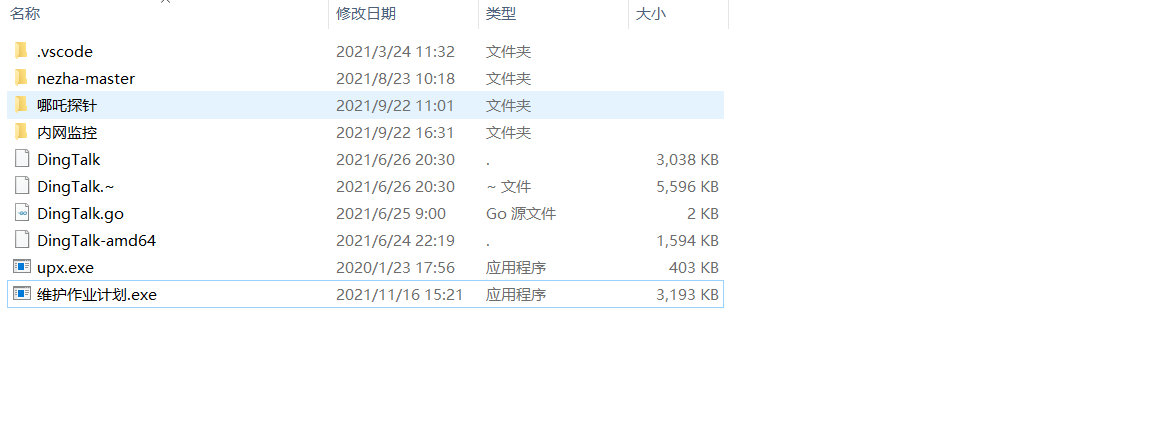 名称 修改日期 类型 大小
.vscode 2021/3/24 11:32 文件夹
nezha-master 2021/8/23 10:18 文件夹
哪吒探针 2021/9/22 11:01 文件夹
内网监控 2021/9/22 16:31 文件夹
DingTalk 2021/6/26 20:30 . 3,038 KB
DingTalk.~ 2021/6/26 20:30 ~ 文件 5,596 KB
DingTalk.go 2021/6/25 9:00 Go 源文件 2 KB
DingTalk-amd64 2021/6/24 22:19 . 1,594 KB
upx.exe 2020/1/23 17:56 应用程序 403 KB
维护作业计划.exe 2021/11/16 15:21 应用程序 3,193 KB